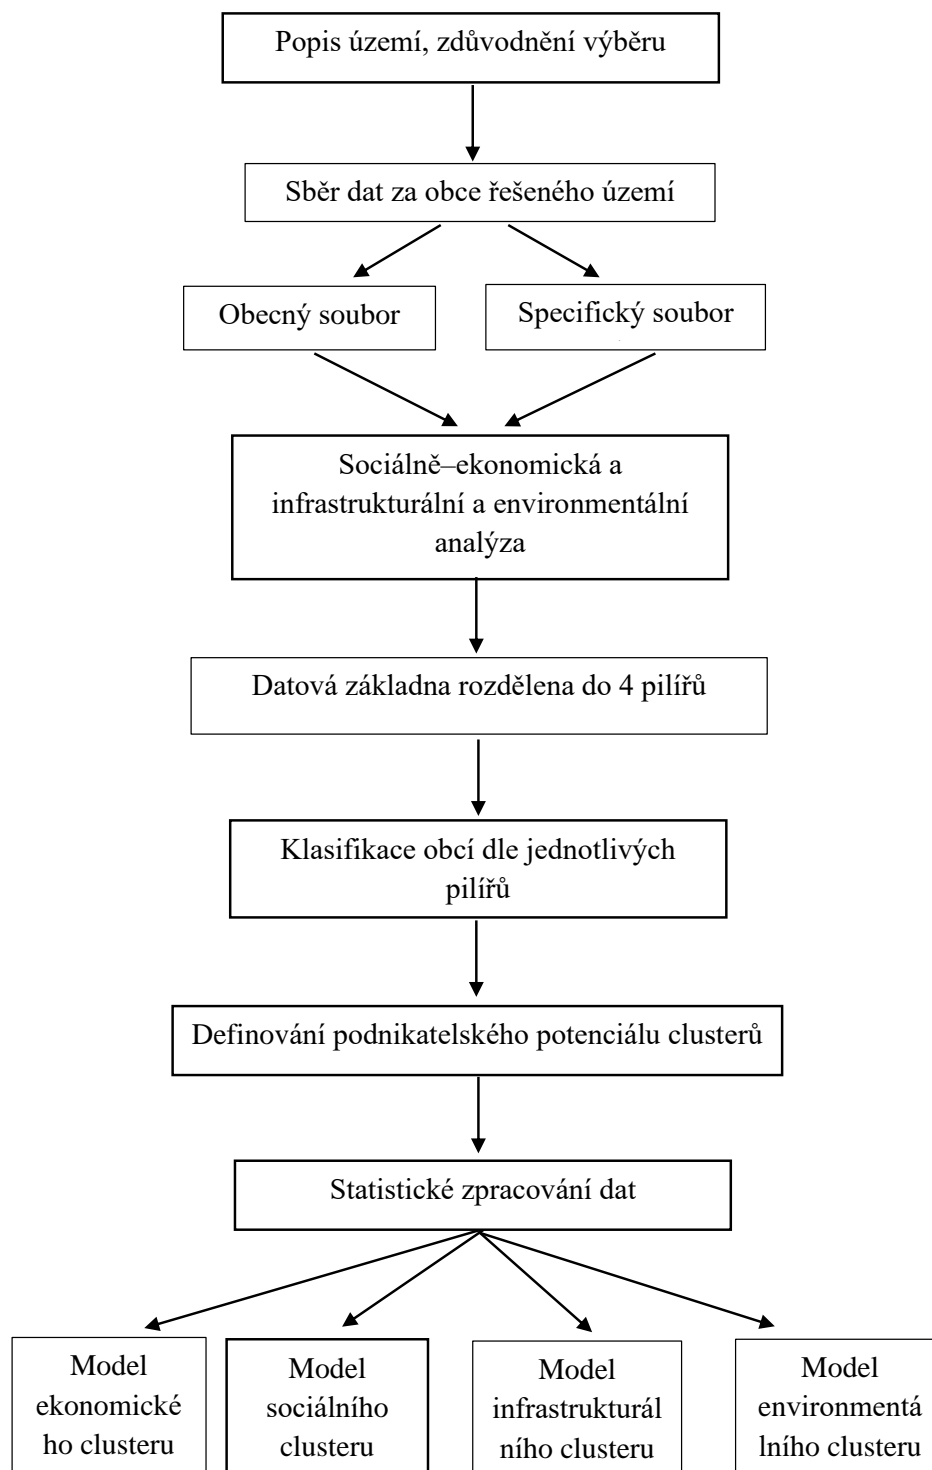 Popis území, zdůvodnění výběru
Sběr dat za obce řešeného území
Obecný soubor
Specifický soubor
Sociálně–ekonomická a
infrastrukturální a environmentální
analýza
Datová základna rozdělena do 4 pilířů
Klasifikace obcí dle jednotlivých
pilířů
Definování podnikatelského potenciálu clusterů
Statistické zpracování dat
Model
ekonomické
ho clusteru
Model
sociálního
clusteru
Model
infrastrukturál
ního clusteru
Model
environmentá
lního clusteru